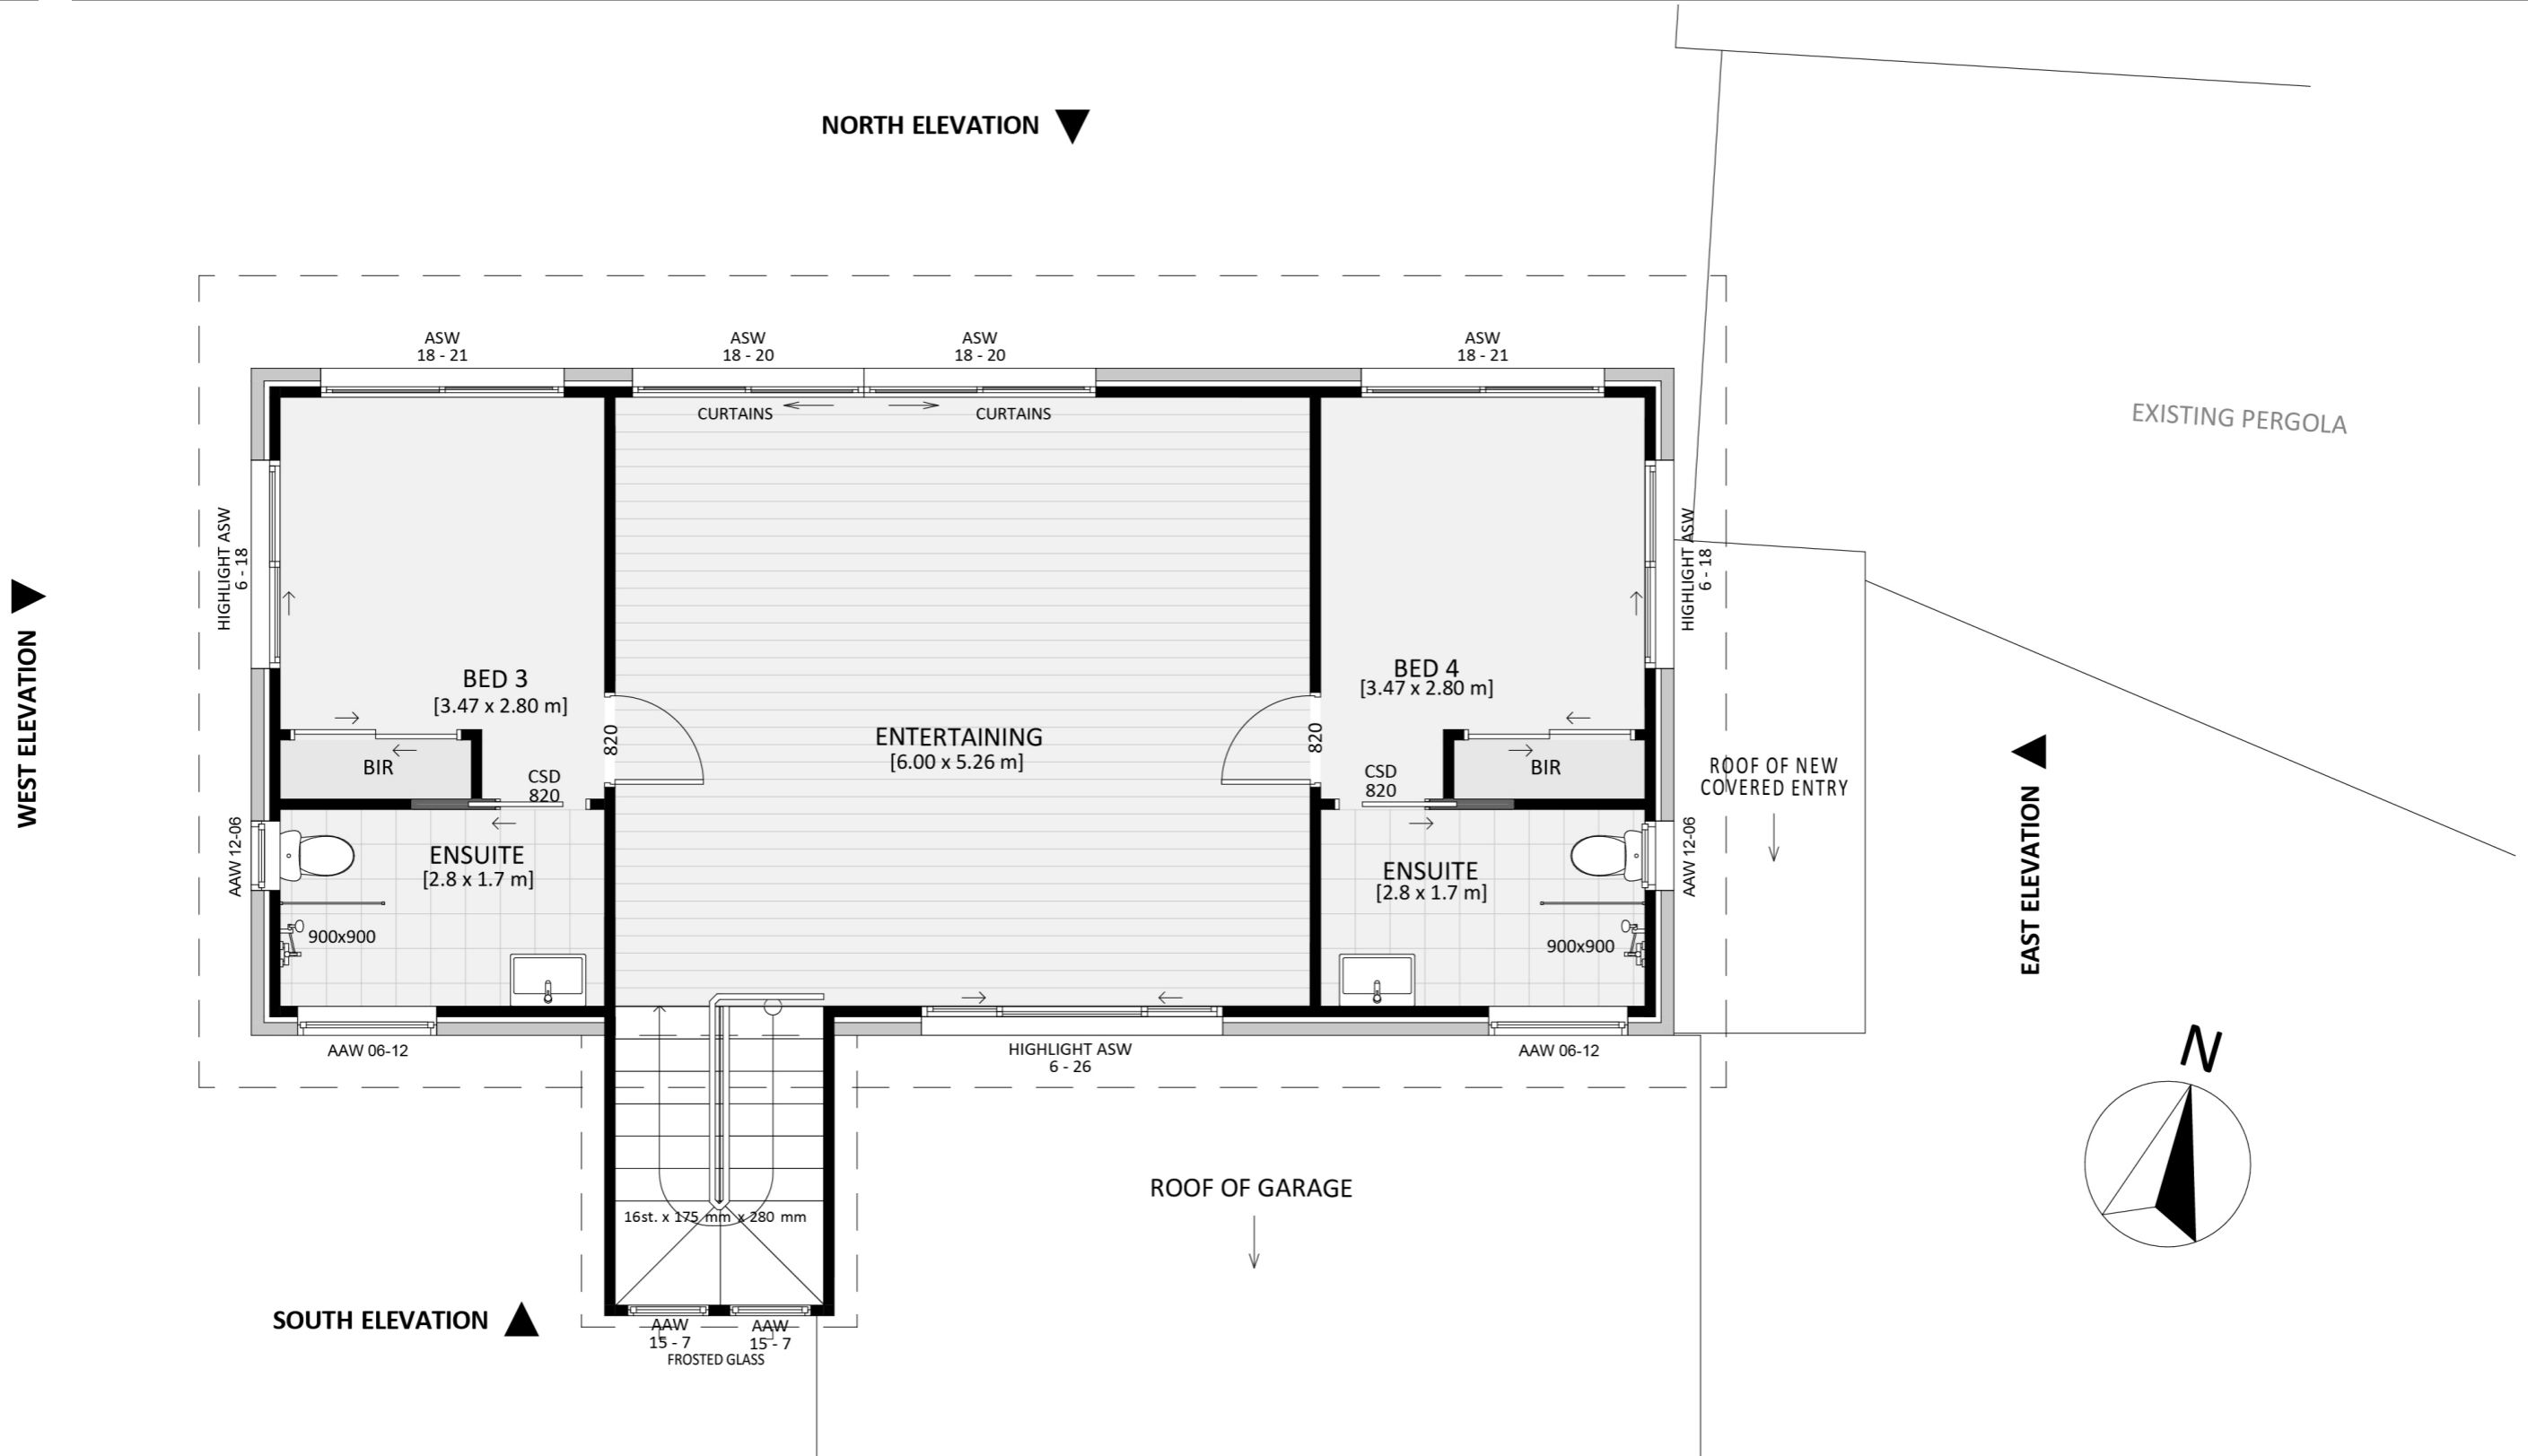 NORTH ELEVATION
ASW
18 - 21
ASW
18 - 20
ASW
18 - 20
ASW
18 - 21
CURTAINS
CURTAINS
EXISTING PERGOLA
HIGHLIGHT ASW
6 - 18
HIGHLIGHT ASW
6 - 18
WEST ELEVATION
BED 3
[3.47 x 2.80 m]
BED 4
[3.47 x 2.80 m]
820
ENTERTAINING
[6.00 x 5.26 m]
820
BIR
CSD
820
CSD
820
BIR
ROOF OF NEW
COVERED ENTRY
AAW 12-06
ENSUITE
[2.8 x 1.7 m]
ENSUITE
[2.8 x 1.7 m]
AAW 12-06
EAST ELEVATION
900x900
900x900
AAW 06-12
HIGHLIGHT ASW
6 - 26
AAW 06-12
N
ROOF OF GARAGE
16st. x 175 mm x 280 mm
SOUTH ELEVATION
AAW
15 - 7
AAW
15 - 7
FROSTED GLASS